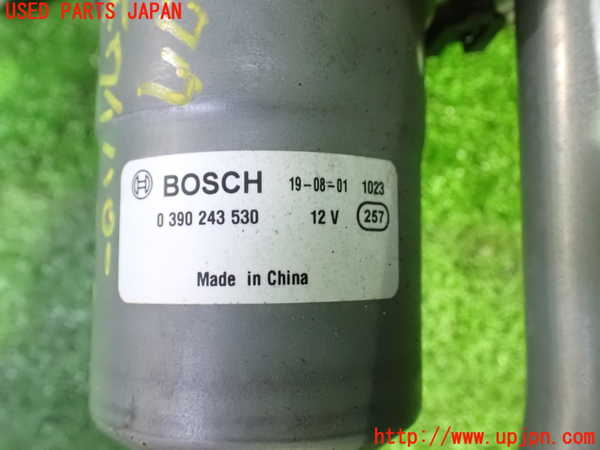 USED PARTS JAPAN
BOSCH 19-08-01 1023
0 390 243 530 12 V 257
Made in China
http://www.upjpn.com